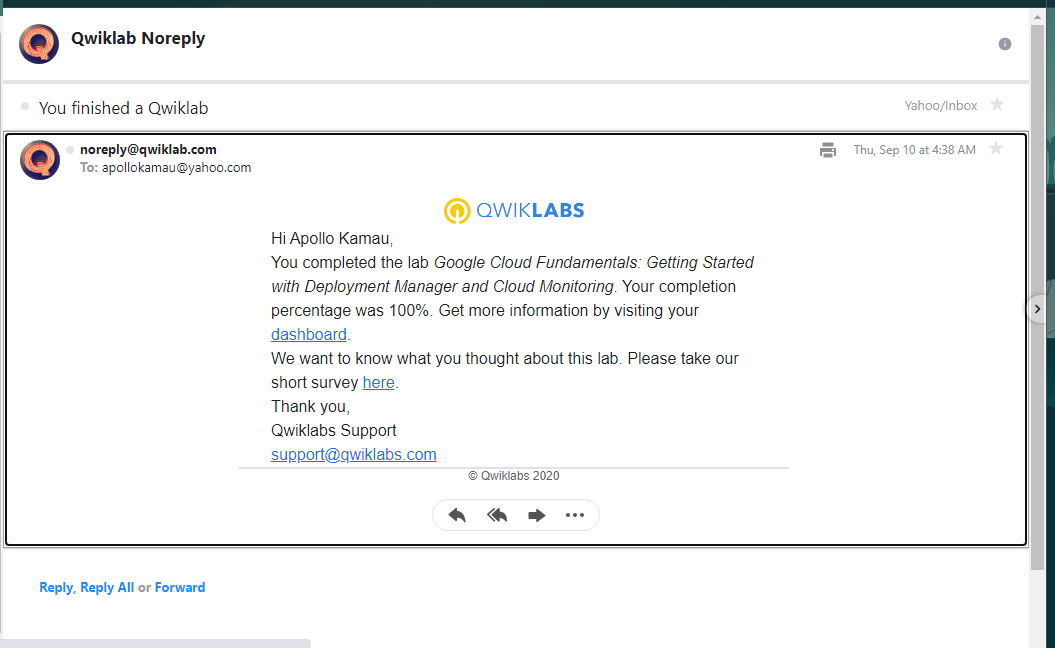 Qwiklab Noreply
You finished a Qwiklab
Yahoo/Inbox
noreply@qwiklab.com
Thu, Sep 10 at 4:38 AM
To: apollokamau@yahoo.com
QWIKLABS
Hi Apollo Kamau,
You completed the lab Google Cloud Fundamentals: Getting Started
with Deployment Manager and Cloud Monitoring. Your completion
percentage was 100%. Get more information by visiting your
dashboard.
We want to know what you thought about this lab. Please take our
short survey here.
Thank you,
Qwiklabs Support
support@qwiklabs.com
© Qwiklabs 2020
Reply, Reply All or Forward